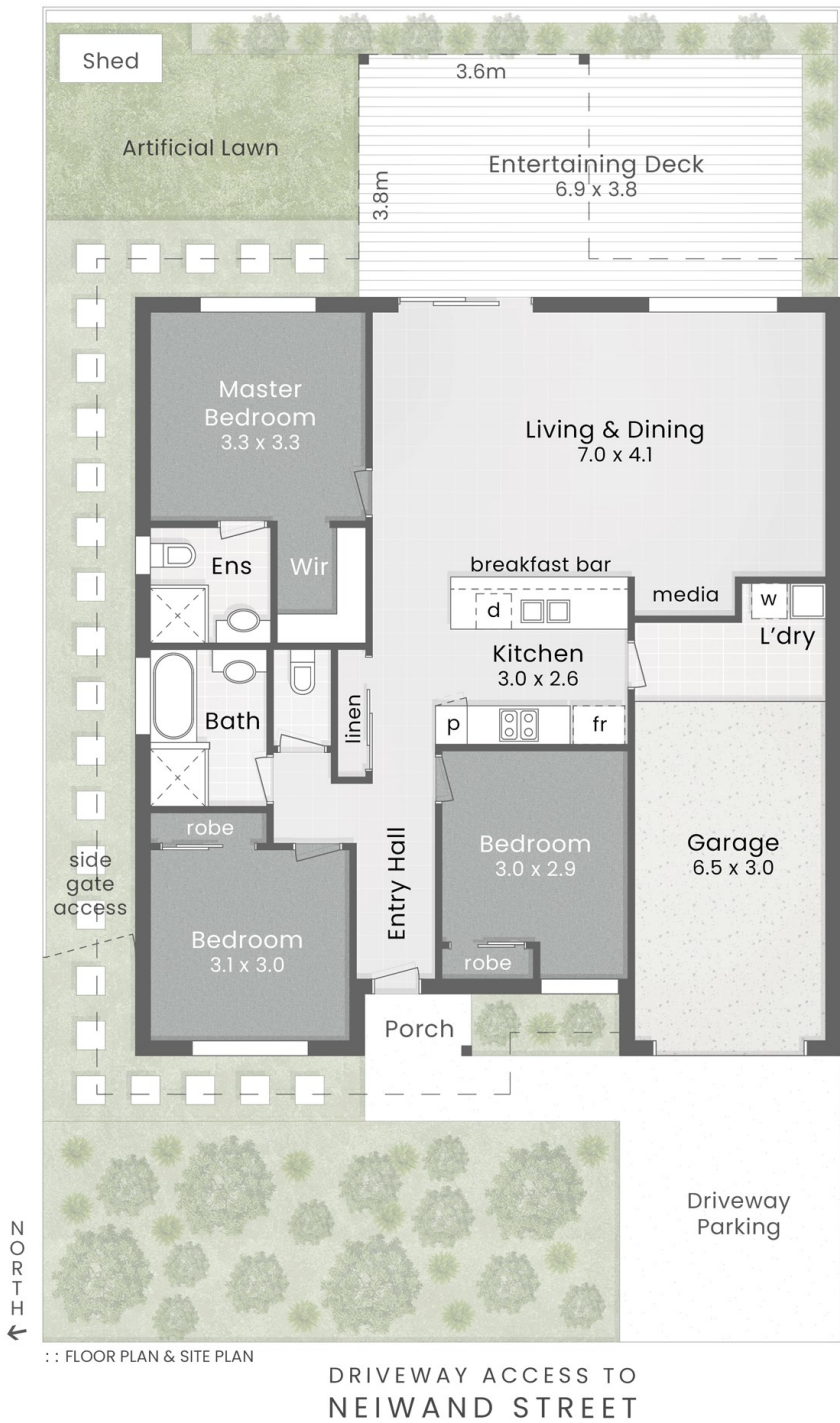 Shed
3.6m
Artificial Lawn
Entertaining Deck
6.9 x 3.8
3.8m
Master
Bedroom
3.3 x 3.3
Living & Dining
7.0 x 4.1
Ens
Wir
breakfast bar
d
media
w
L'dry
Kitchen
3.0 x 2.6
Bath
linen
p
fr
robe
side
gate
access
Bedroom
3.1 x 3.0
Entry Hall
Bedroom
3.0 x 2.9
robe
Garage
6.5 x 3.0
Porch
Driveway
Parking
NORTH
: : FLOOR PLAN & SITE PLAN
DRIVEWAY ACCESS TO
NEIWAND STREET